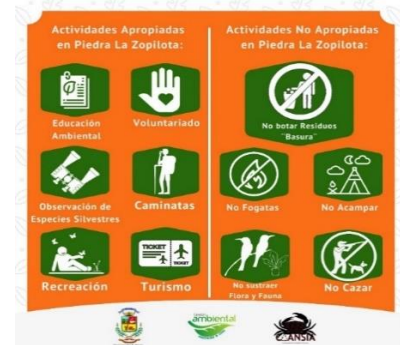 Actividades Apropiadas
en Piedra La Zopilota:
Educación
Ambiental
Voluntariado
Observación de
Especies Silvestres
Caminatas
Recreación
TICKET
TICKET
Turismo
Actividades No Apropiadas
en Piedra La Zopilota:
No botar Residuos
"Basura"
No Fogatas
No Acampar
No sustraer
Flora y Fauna
No Cazar
ambiental